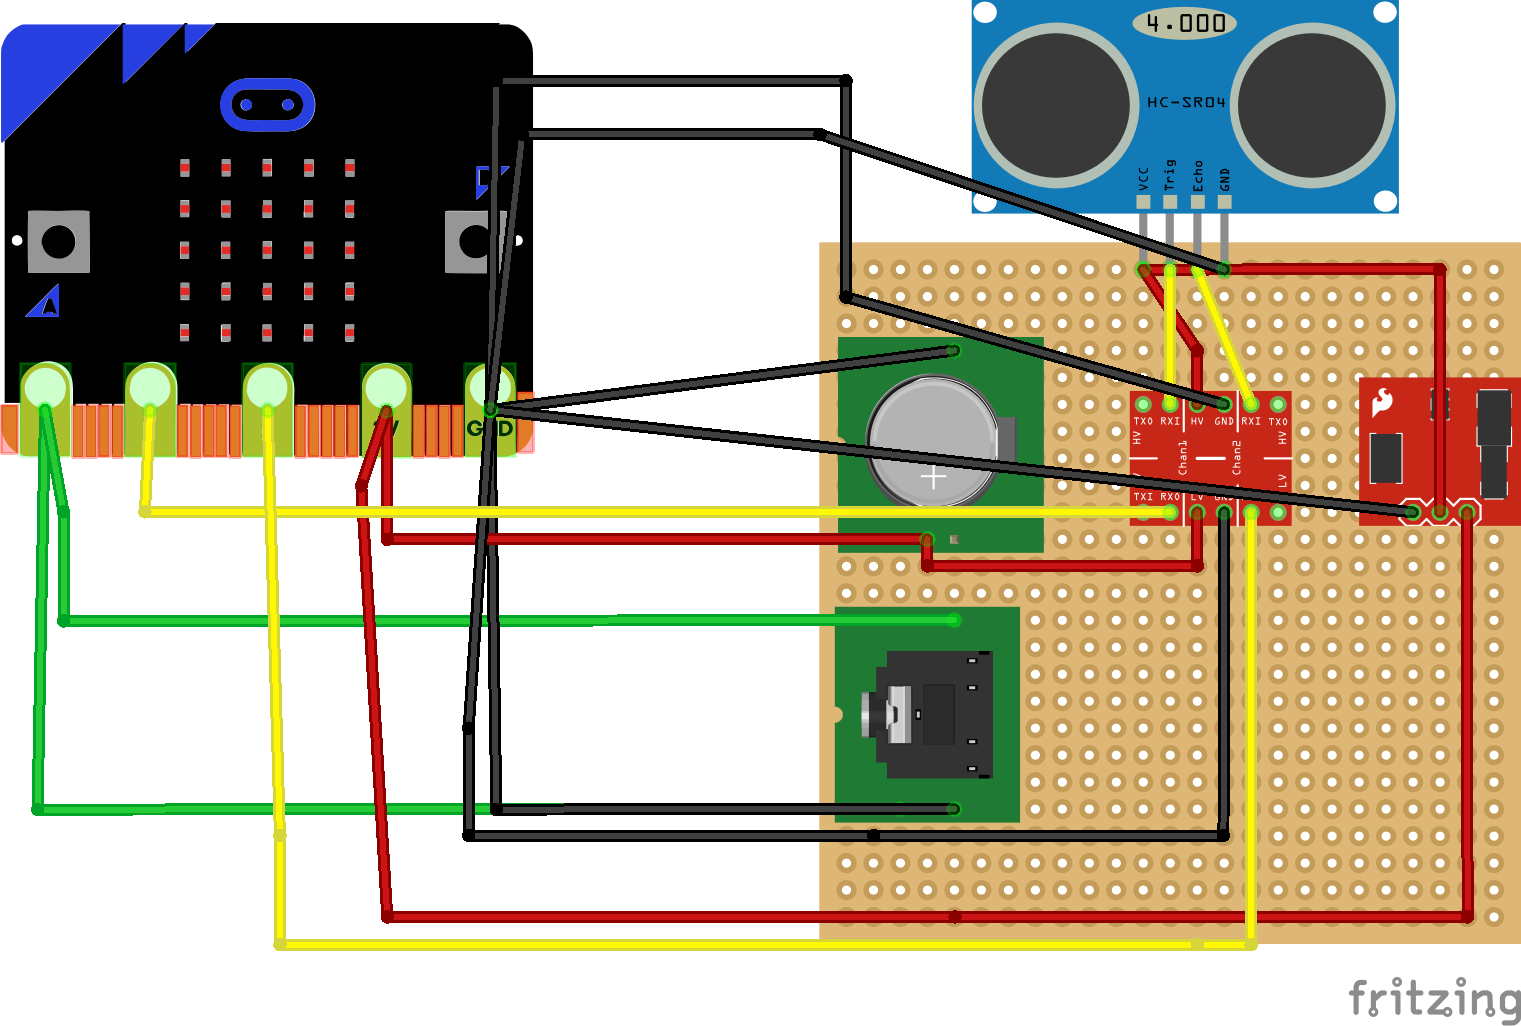 4.000
HC-SR04
VCC
Trig
Echo
GND
A
GND
+
TXO RXI HV GND RXI TXO
HV
HV
Chan1
Chan2
LV
TXI RXO LV GND
fritzing